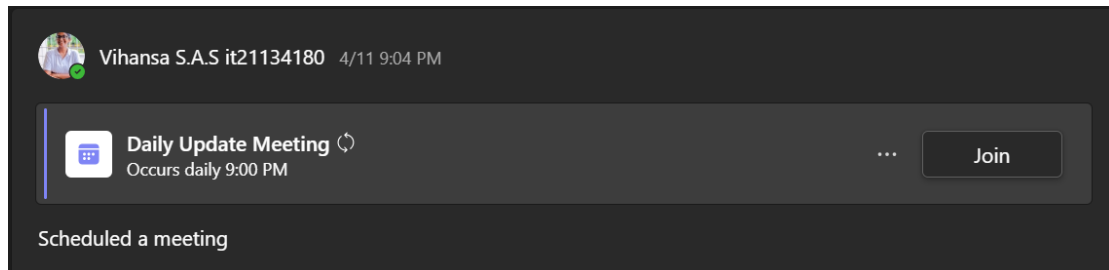 Vihansa S.A.S it21134180 4/11 9:04 PM
Daily Update Meeting
Occurs daily 9:00 PM
... Join
Scheduled a meeting